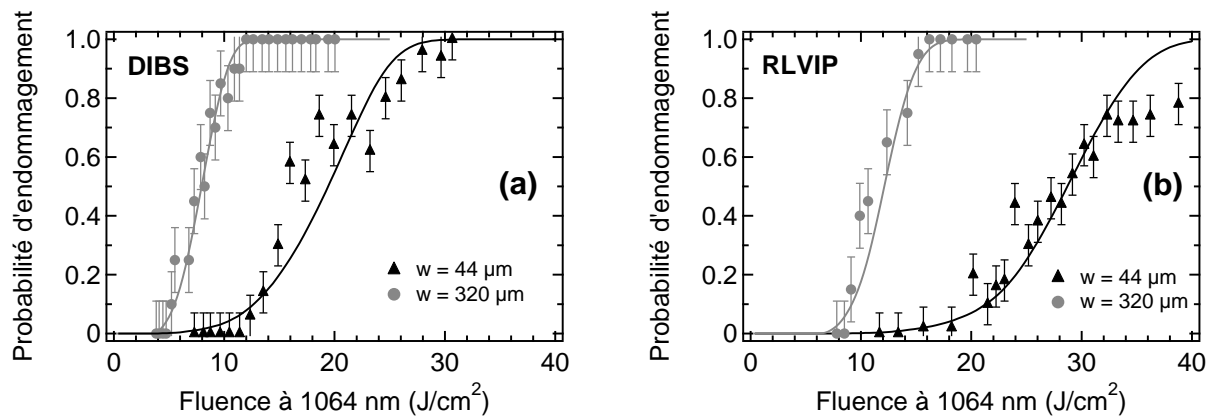 Probabilité d'endommagement
1.0
0.8
0.6
0.4
0.2
0
DIBS
(a)
w = 44 µm
w = 320 µm
0 10 20 30 40
Fluence à 1064 nm (J/cm²)
Probabilité d'endommagement
1.0
0.8
0.6
0.4
0.2
0
RLVIP
(b)
w = 44 µm
w = 320 µm
0 10 20 30 40
Fluence à 1064 nm (J/cm²)